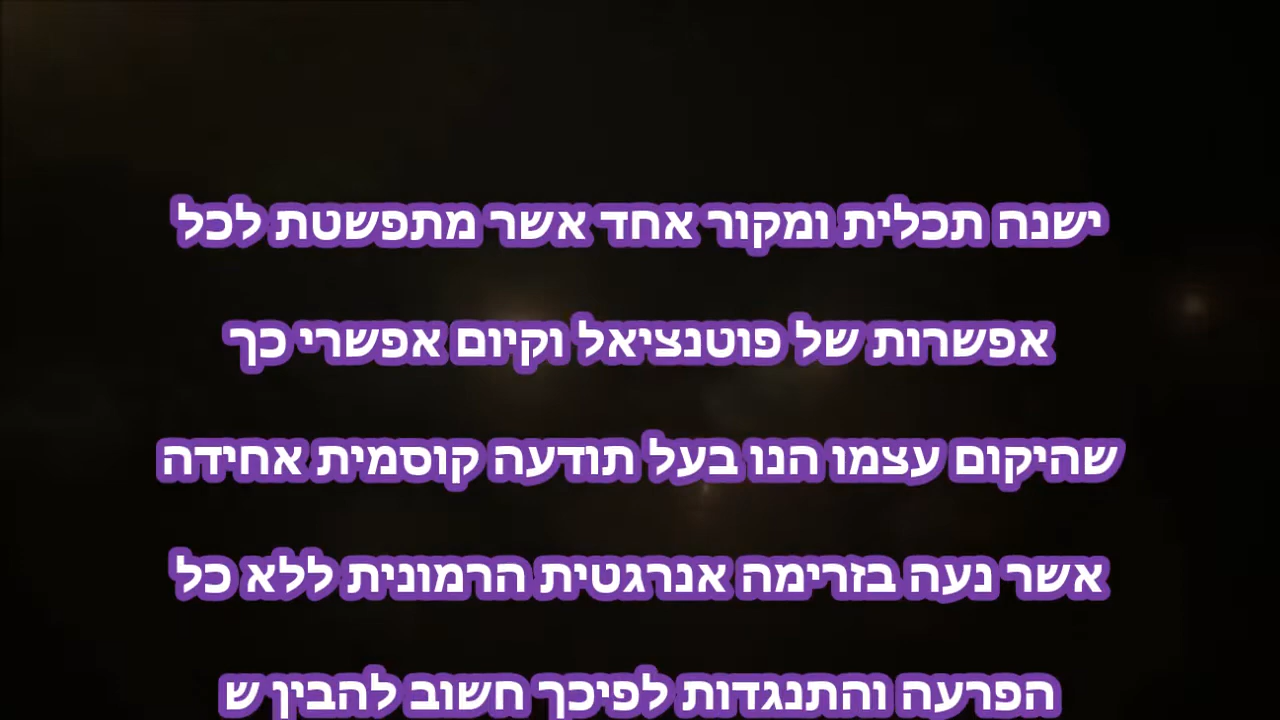 ישנה תכלית ומקור אחד אשר מתפשטת לכל
אפשרות של פוטנציאל וקיום אפשרי כך
שהיקום עצמו הנו בעל תודעה קוסמית אחידה
אשר נעה בזרימה אנרגטית הרמונית ללא כל
הפרעה והתנגדות לפיכך חשוב להבין ש